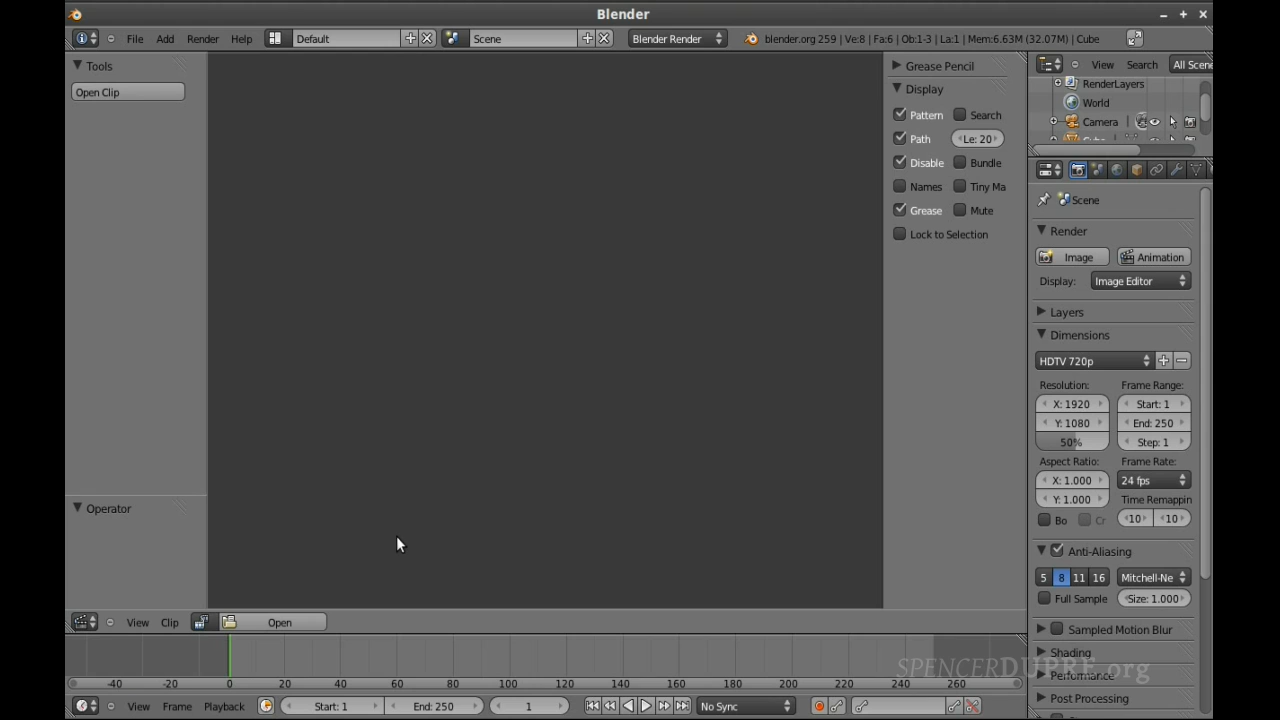 Blender
File Add Render Help Default Scene Blender Render blender.org 259 | Ve:8 | Fa:6 | Ob:1-3 | La:1 | Mem:6.63M (32.07M) | Cube
Tools
Open Clip
Operator
Grease Pencil
Display
Pattern Search
Path Le: 20
Disable Bundle
Names Tiny Ma
Grease Mute
Lock to Selection
View Search All Scene
RenderLayers
World
Camera
Scene
Render
Image Animation
Display: Image Editor
Layers
Dimensions
HDTV 720p
Resolution: Frame Range:
X: 1920 Start: 1
Y: 1080 End: 250
50% Step: 1
Aspect Ratio: Frame Rate:
X: 1.000 24 fps
Y: 1.000 Time Remappin
Bo Cr 10 10
Anti-Aliasing
5 8 11 16 Mitchell-Ne
Full Sample Size: 1.000
Sampled Motion Blur
Shading
Performance
Post Processing
View Clip Open
-40 -20 0 20 40 60 80 100 120 140 160 180 200 220 240 260
View Frame Playback Start: 1 End: 250 1 No Sync
SPENCERDUPRE.org